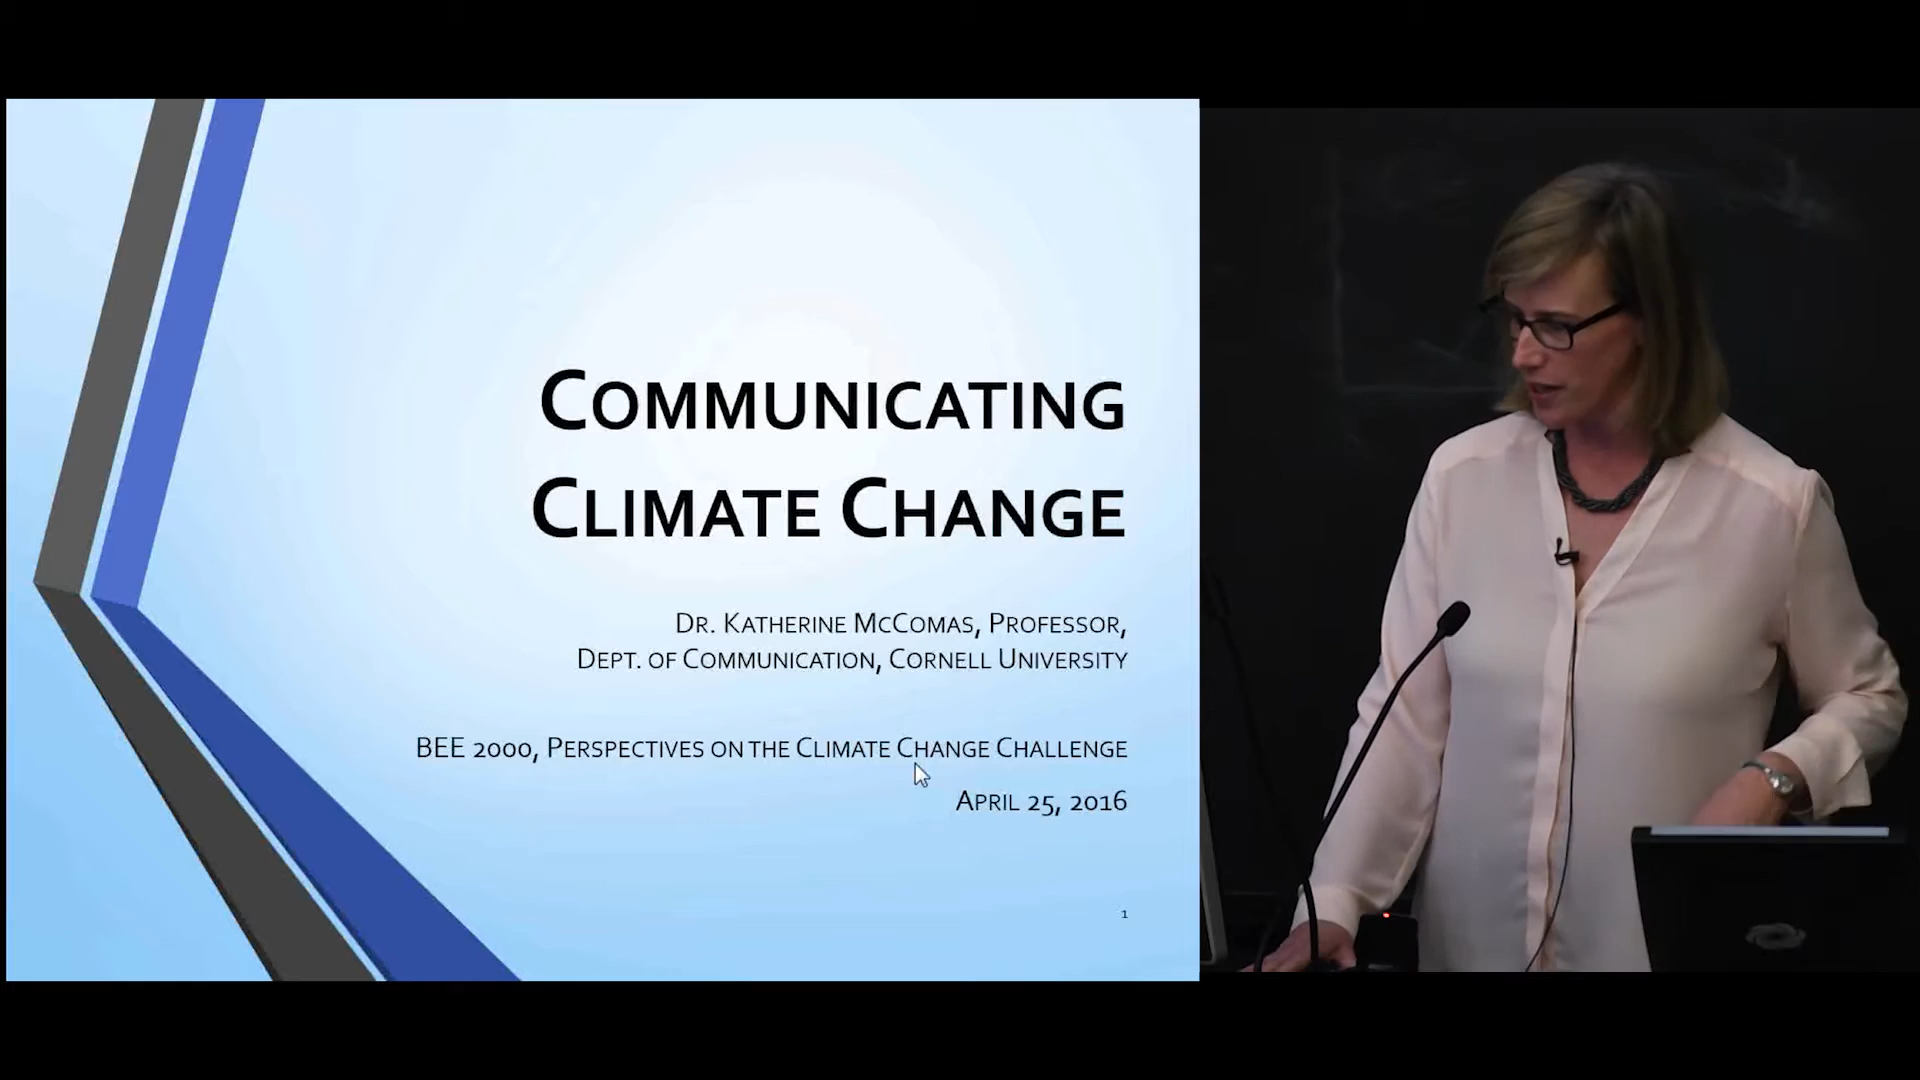 Communicating
Climate Change
Dr. Katherine McComas, Professor,
Dept. of Communication, Cornell University
BEE 2000, Perspectives on the Climate Change Challenge
April 25, 2016
1